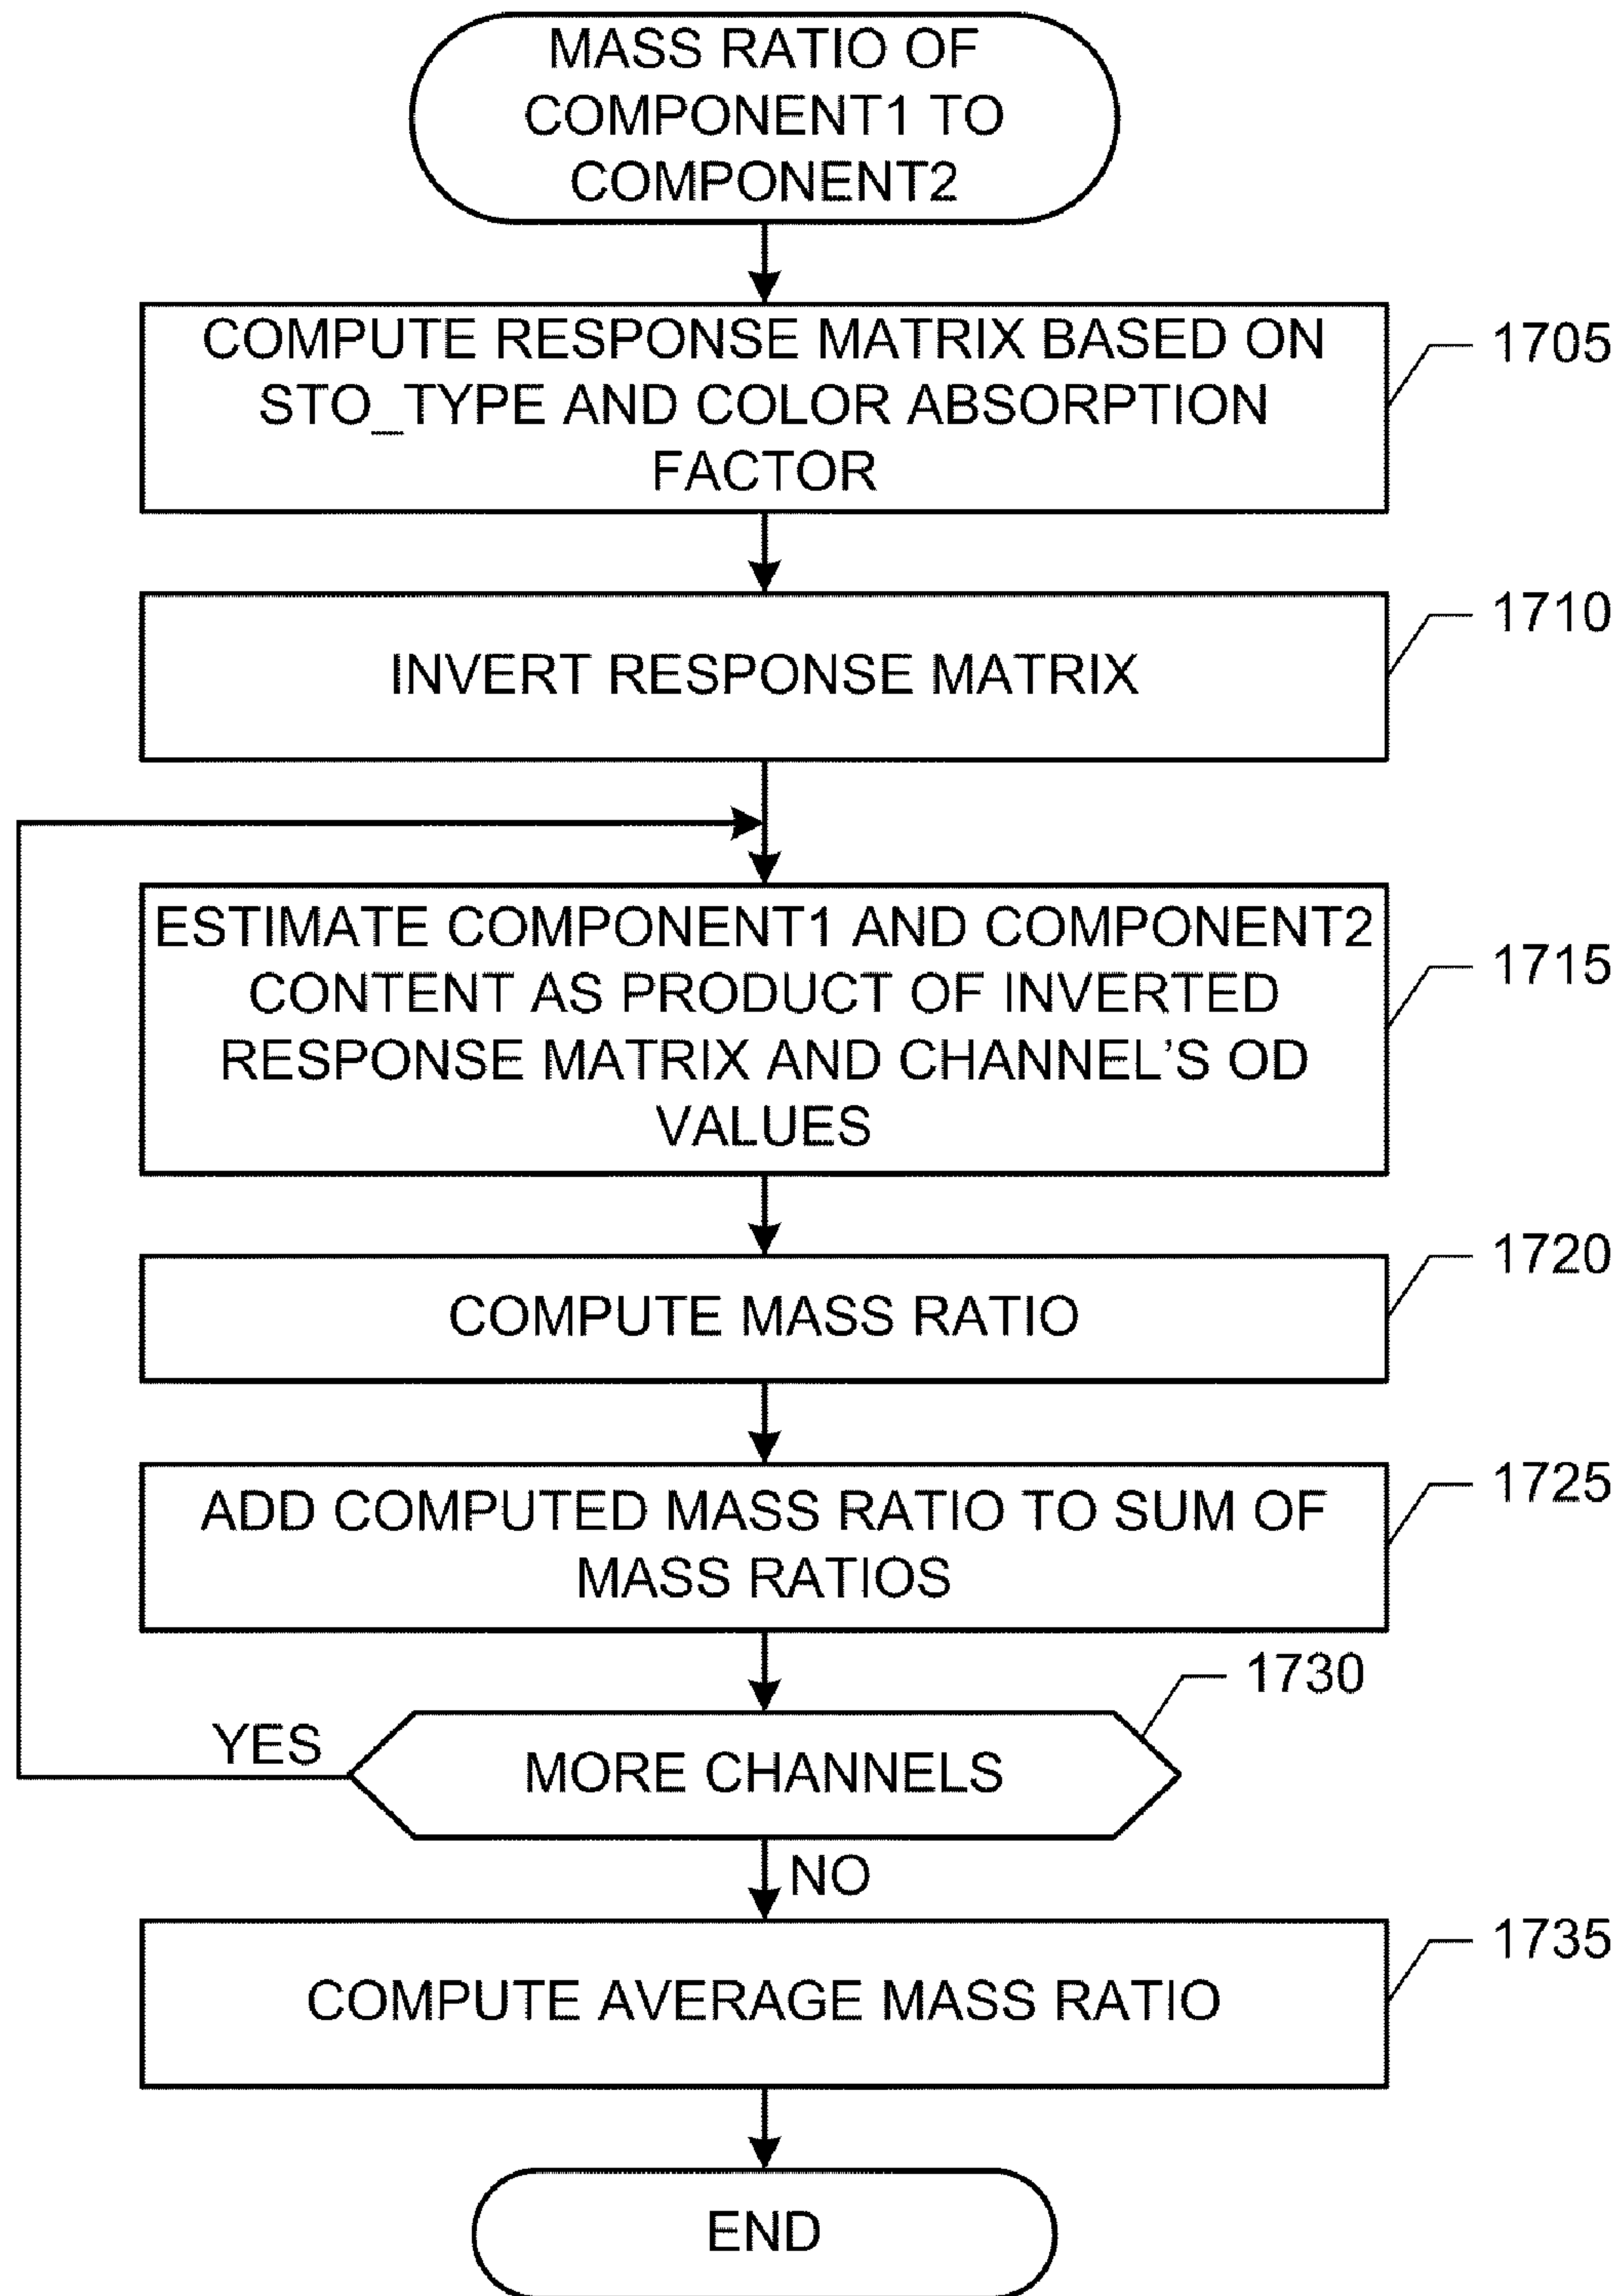 MASS RATIO OF
COMPONENT1 TO
COMPONENT2
COMPUTE RESPONSE MATRIX BASED ON
STO_TYPE AND COLOR ABSORPTION
FACTOR
1705
INVERT RESPONSE MATRIX
1710
ESTIMATE COMPONENT1 AND COMPONENT2
CONTENT AS PRODUCT OF INVERTED
RESPONSE MATRIX AND CHANNEL'S OD
VALUES
1715
COMPUTE MASS RATIO
1720
ADD COMPUTED MASS RATIO TO SUM OF
MASS RATIOS
1725
1730
YES
MORE CHANNELS
NO
COMPUTE AVERAGE MASS RATIO
1735
END